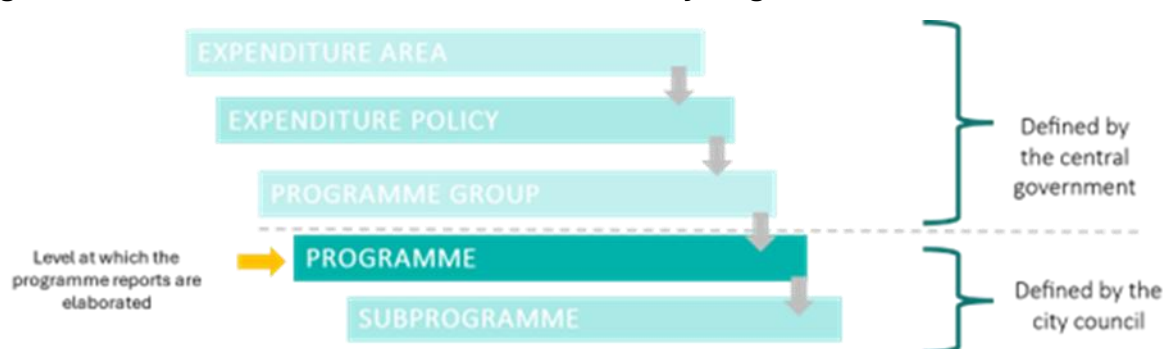 EXPENDITURE AREA
EXPENDITURE POLICY
PROGRAMME GROUP
Defined by
the central
government
Level at which the
programme reports are
elaborated
PROGRAMME
SUBPROGRAMME
Defined by the
city council